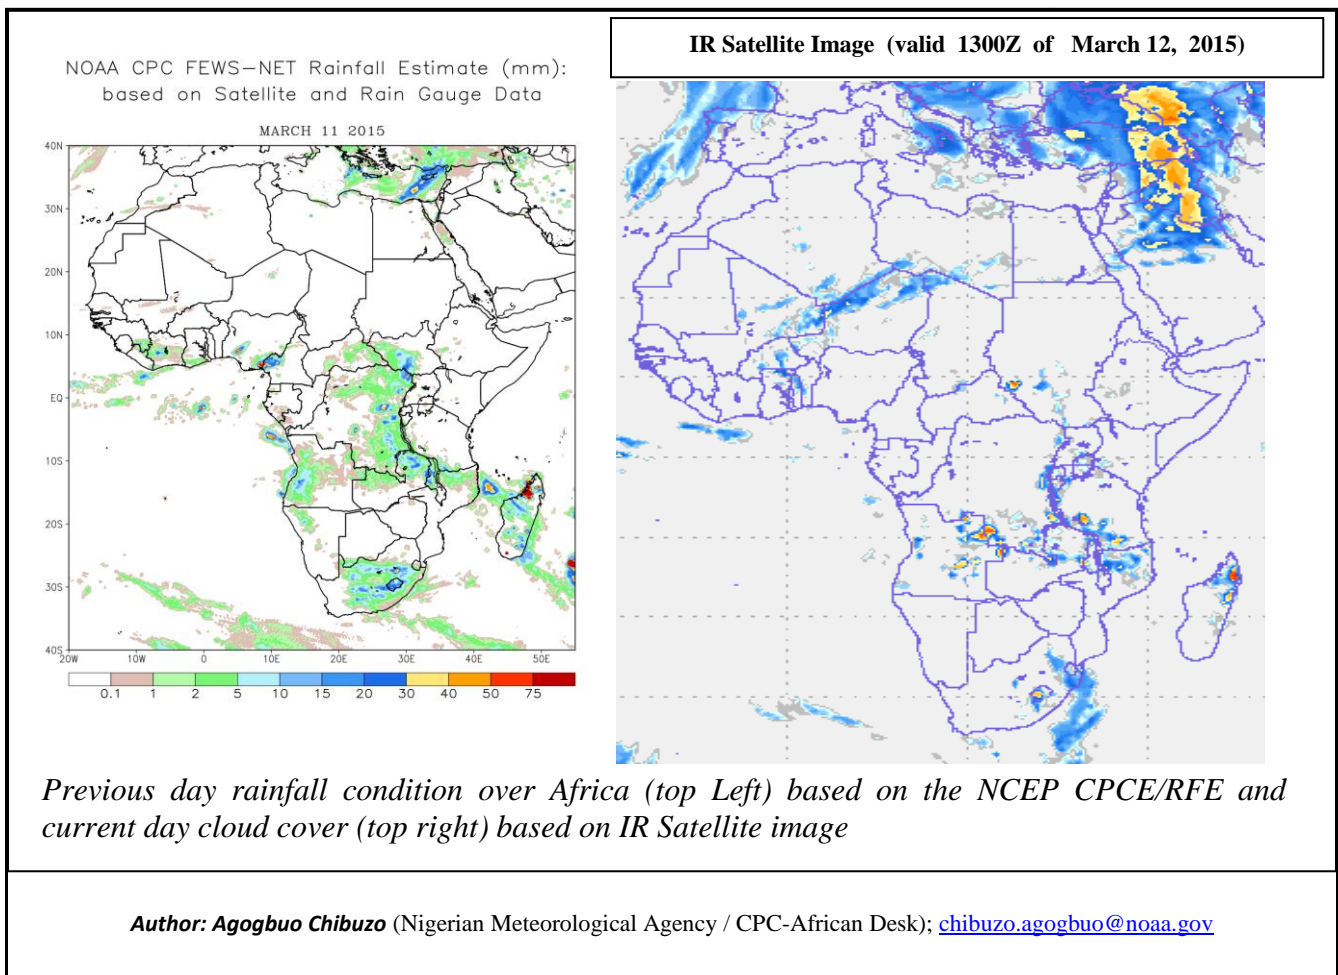 NOAA CPC FEWS-NET Rainfall Estimate (mm):
based on Satellite and Rain Gauge Data
MARCH 11 2015
40N
30N
20N
10N
EQ
10S
20S
30S
40S
20W 10W 0 10E 20E 30E 40E 50E
0.1 1 2 5 10 15 20 30 40 50 75
IR Satellite Image (valid 1300Z of March 12, 2015)
Previous day rainfall condition over Africa (top Left) based on the NCEP CPCE/RFE and
current day cloud cover (top right) based on IR Satellite image
Author: Agogbuo Chibuzo (Nigerian Meteorological Agency / CPC-African Desk); chibuzo.agogbuo@noaa.gov